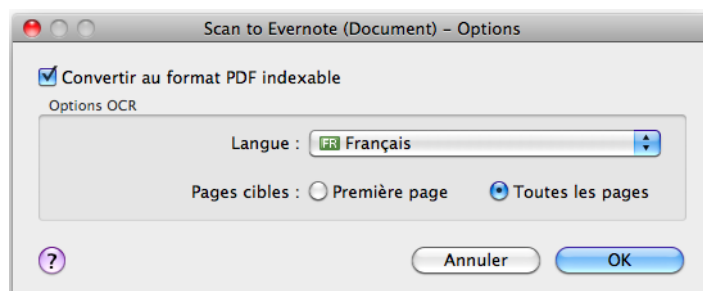 Scan to Evernote (Document) – Options
Convertir au format PDF indexable
Options OCR
Langue : FR Français
Pages cibles : Première page Toutes les pages
? Annuler OK